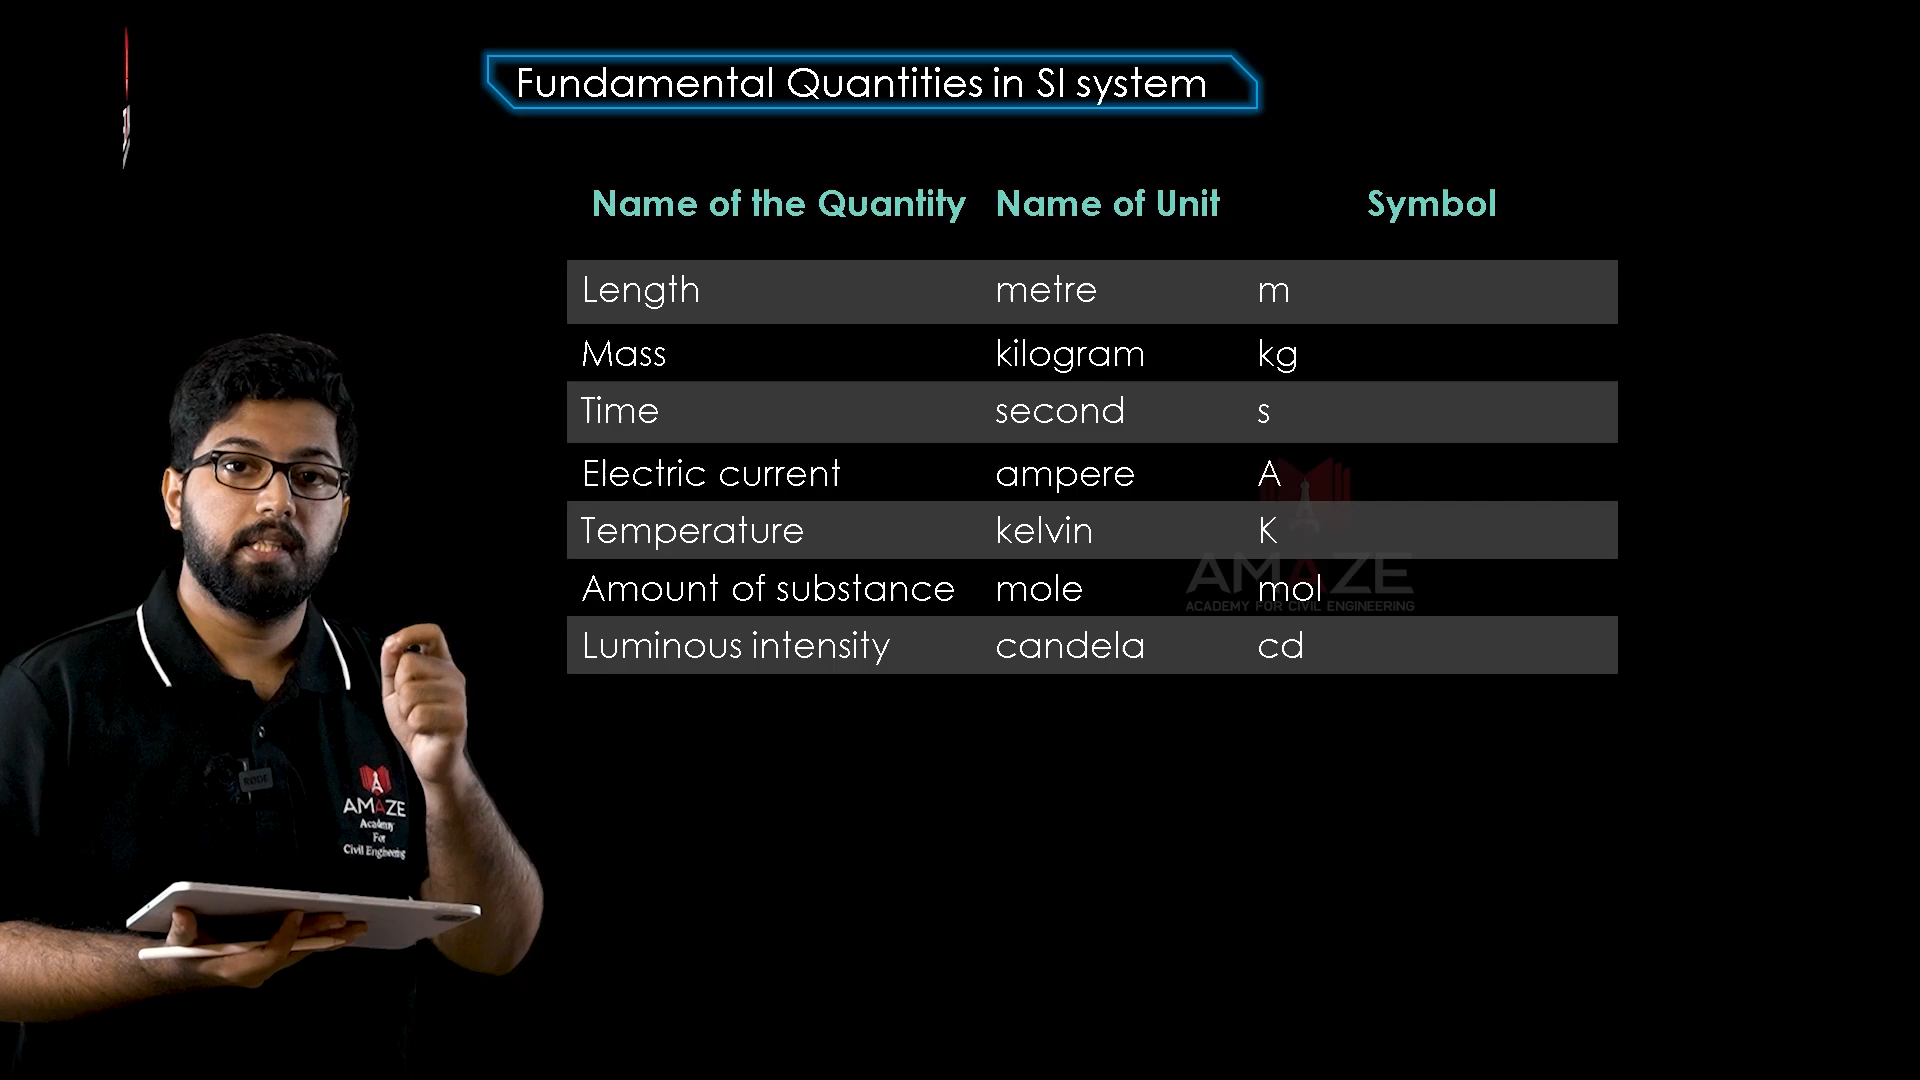 Fundamental Quantities in SI system
Name of the Quantity Name of Unit Symbol
Length metre m
Mass kilogram kg
Time second s
Electric current ampere A
Temperature kelvin K
Amount of substance mole mol
Luminous intensity candela cd
AMAZE
ACADEMY FOR CIVIL ENGINEERING
RODE
AMAZE
Academy
For
Civil Engineering